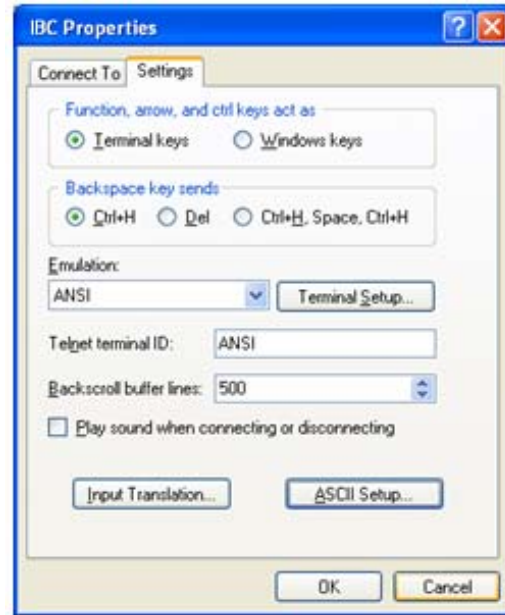 IBC Properties
Connect To Settings
Function, arrow, and ctrl keys act as
Terminal keys Windows keys
Backspace key sends
Ctrl+H Del Ctrl+H, Space, Ctrl+H
Emulation:
ANSI Terminal Setup...
Telnet terminal ID: ANSI
Backscroll buffer lines: 500
Play sound when connecting or disconnecting
Input Translation... ASCII Setup...
OK Cancel